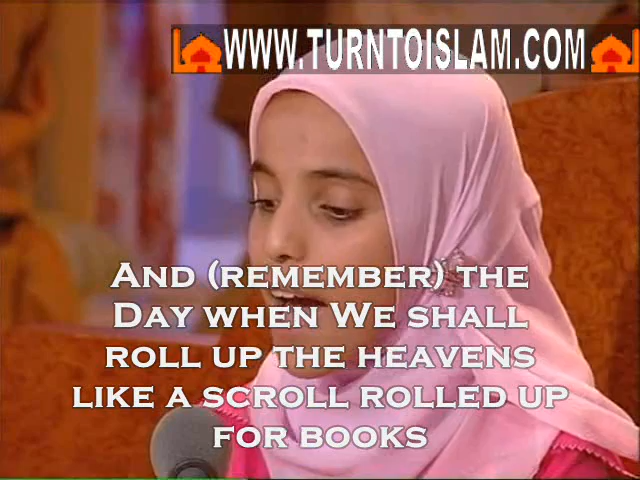 WWW.TURNTOISLAM.COM
And (remember) the
Day when We shall
roll up the heavens
like a scroll rolled up
for books